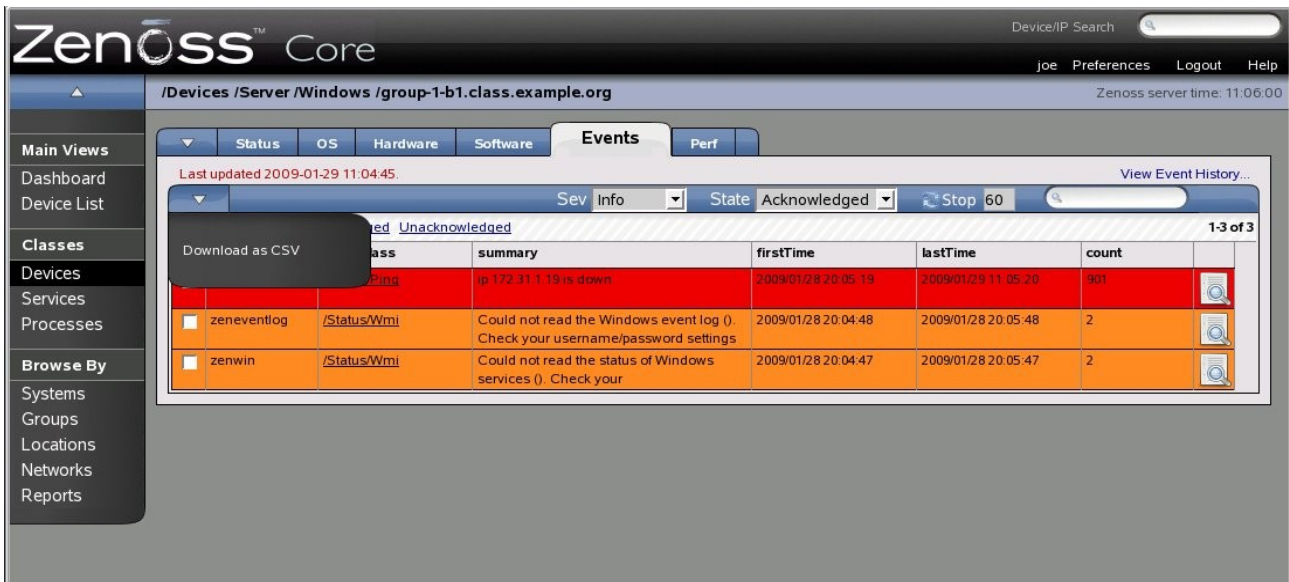 Zenoss™ Core
Device/IP Search
joe Preferences Logout Help
/Devices /Server /Windows /group-1-b1.class.example.org
Zenoss server time: 11:06:00
Main Views
Dashboard
Device List
Classes
Devices
Services
Processes
Browse By
Systems
Groups
Locations
Networks
Reports
Status OS Hardware Software Events Perf
Last updated 2009-01-29 11:04:45.
View Event History...
Sev Info State Acknowledged Stop 60
Download as CSV
Unacknowledged
1-3 of 3
summary firstTime lastTime count
ip 172.31.1.19 is down 2009/01/28 20:05:19 2009/01/29 11:05:20 901
zeneventlog /Status/Wmi Could not read the Windows event log (). 2009/01/28 20:04:48 2009/01/28 20:05:48 2
Check your username/password settings
zenwin /Status/Wmi Could not read the status of Windows 2009/01/28 20:04:47 2009/01/28 20:05:47 2
services (). Check your